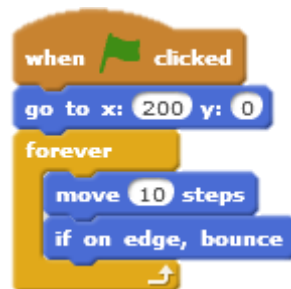 when clicked
go to x: 200 y: 0
forever
move 10 steps
if on edge, bounce